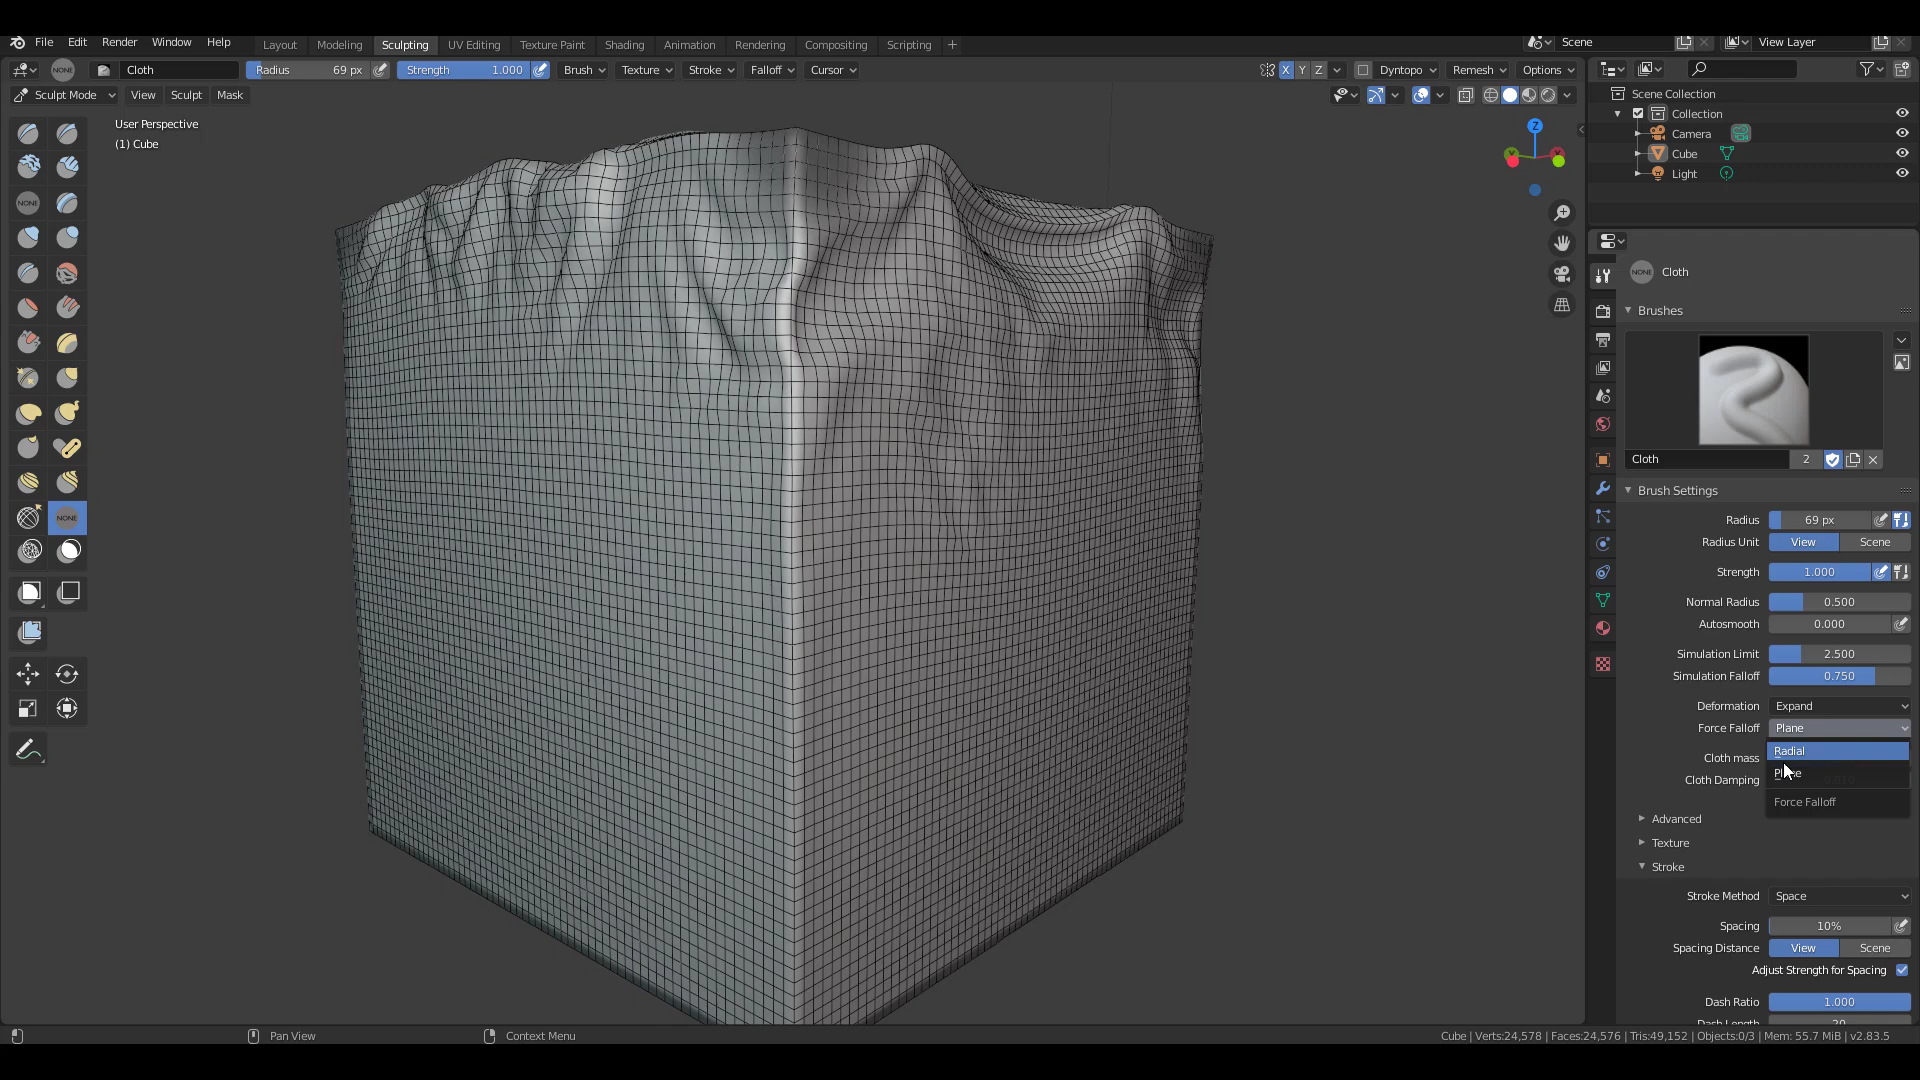 File Edit Render Window Help Layout Modeling Sculpting UV Editing Texture Paint Shading Animation Rendering Compositing Scripting + Scene View Layer
NONE Cloth Radius 69 px Strength 1.000 Brush Texture Stroke Falloff Cursor X Y Z Dyntopo Remesh Options
Sculpt Mode View Sculpt Mask
User Perspective
(1) Cube
Z
Scene Collection
Collection
Camera
Cube
Light
NONE
NONE
NONE Cloth
Brushes
Cloth 2
Brush Settings
Radius 69 px
Radius Unit View Scene
Strength 1.000
Normal Radius 0.500
Autosmooth 0.000
Simulation Limit 2.500
Simulation Falloff 0.750
Deformation Expand
Force Falloff Plane
Radial
Cloth mass
Cloth Damping
Force Falloff
Advanced
Texture
Stroke
Stroke Method Space
Spacing 10%
Spacing Distance View Scene
Adjust Strength for Spacing
Dash Ratio 1.000
Dash Length 20
Pan View Context Menu Cube | Verts:24,578 | Faces:24,576 | Tris:49,152 | Objects:0/3 | Mem: 55.7 MiB | v2.83.5